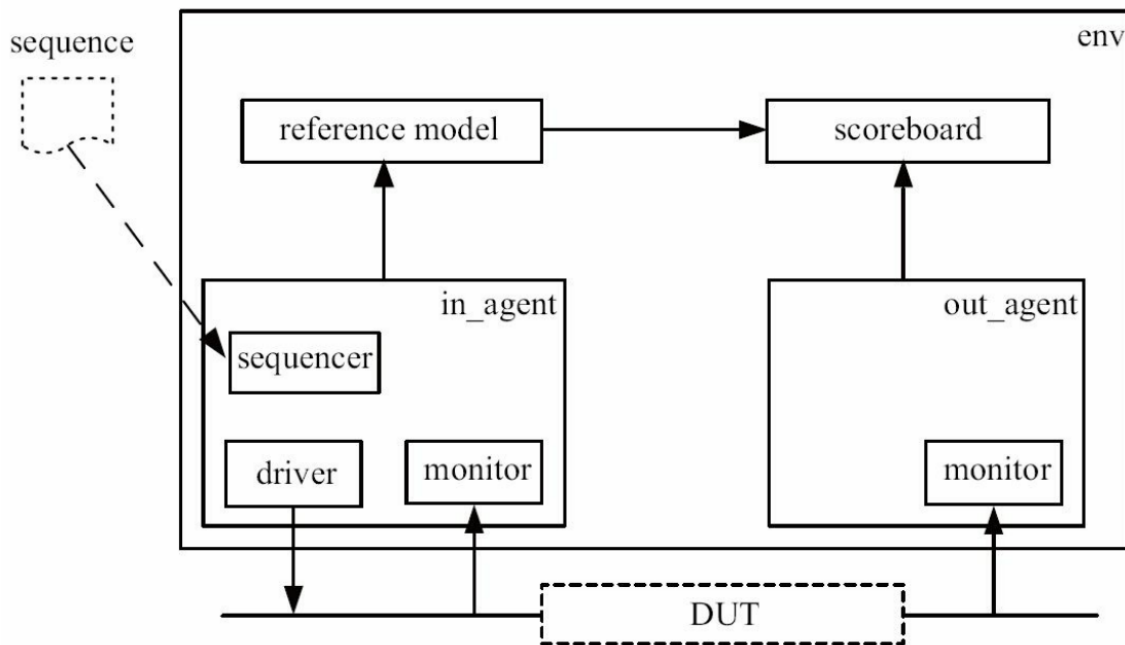 sequence
env
reference model
scoreboard
in_agent
out_agent
sequencer
driver
monitor
monitor
DUT